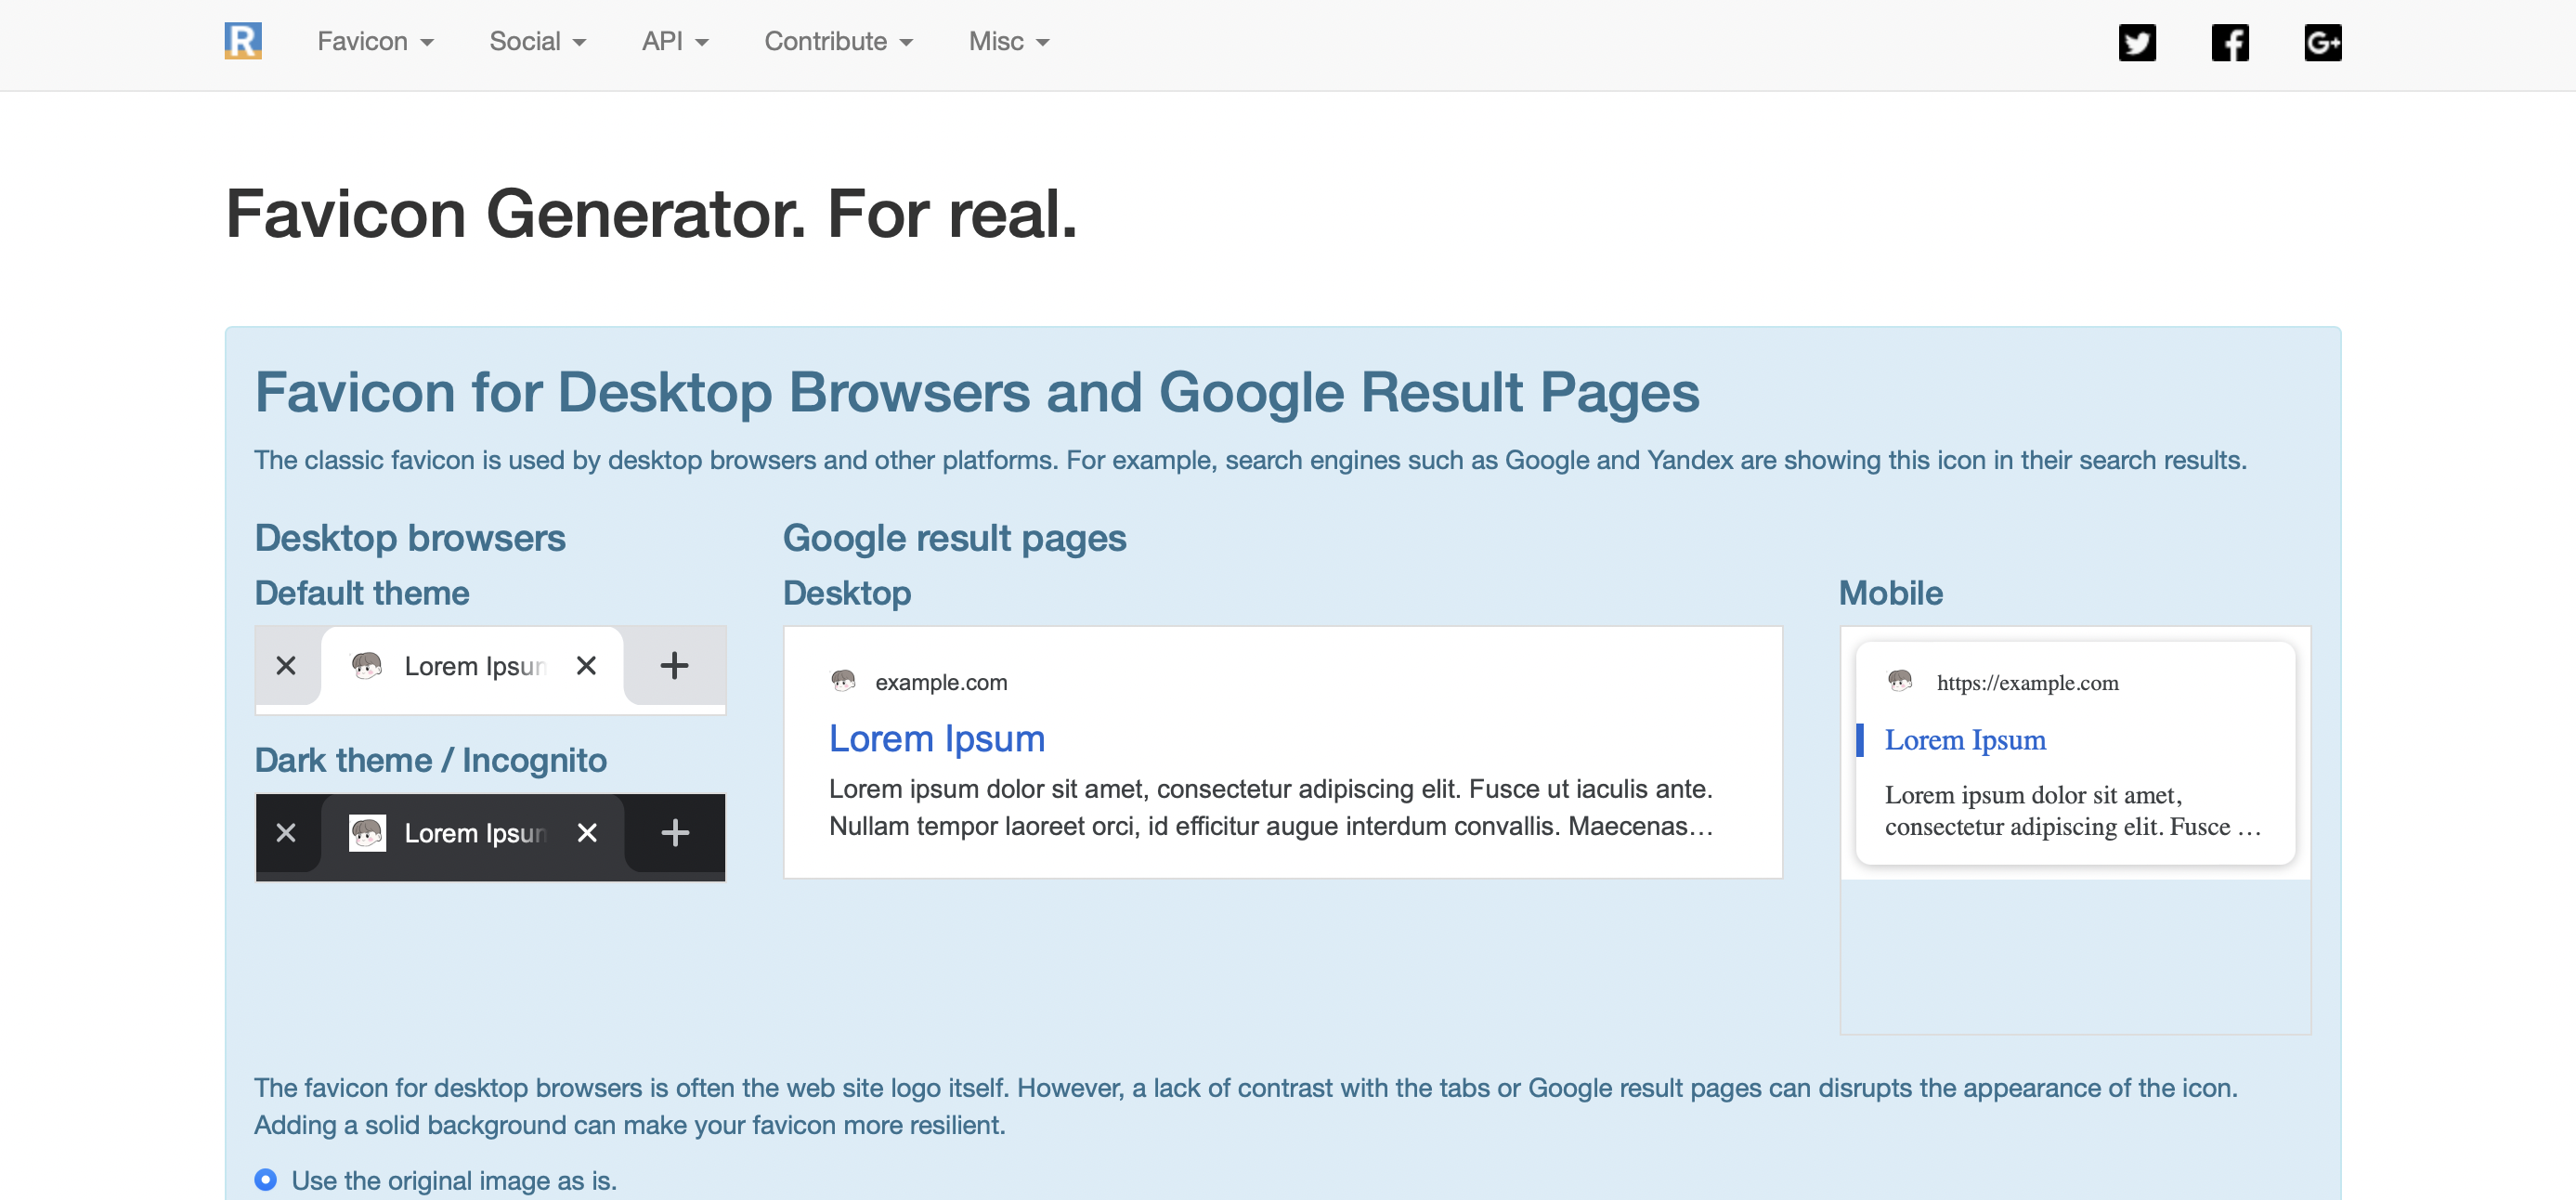 R Favicon Social API Contribute Misc G+
Favicon Generator. For real.
Favicon for Desktop Browsers and Google Result Pages
The classic favicon is used by desktop browsers and other platforms. For example, search engines such as Google and Yandex are showing this icon in their search results.
Desktop browsers
Default theme
Lorem Ipsum
Dark theme / Incognito
Lorem Ipsum
Google result pages
Desktop
example.com
Lorem Ipsum
Lorem ipsum dolor sit amet, consectetur adipiscing elit. Fusce ut iaculis ante.
Nullam tempor laoreet orci, id efficitur augue interdum convallis. Maecenas…
Mobile
https://example.com
Lorem Ipsum
Lorem ipsum dolor sit amet,
consectetur adipiscing elit. Fusce …
The favicon for desktop browsers is often the web site logo itself. However, a lack of contrast with the tabs or Google result pages can disrupts the appearance of the icon.
Adding a solid background can make your favicon more resilient.
Use the original image as is.